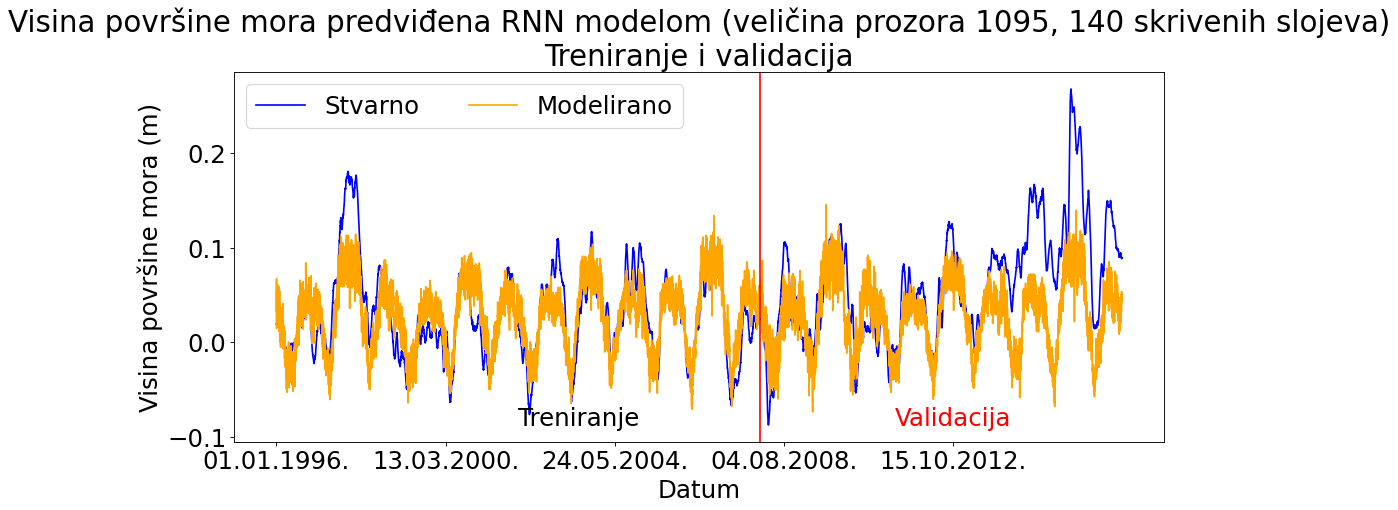 Visina površine mora predviđena RNN modelom (veličina prozora 1095, 140 skrivenih slojeva)
Treniranje i validacija
Stvarno Modelirano
Visina površine mora (m)
0.2
0.1
0.0
−0.1
Treniranje Validacija
01.01.1996. 13.03.2000. 24.05.2004. 04.08.2008. 15.10.2012.
Datum